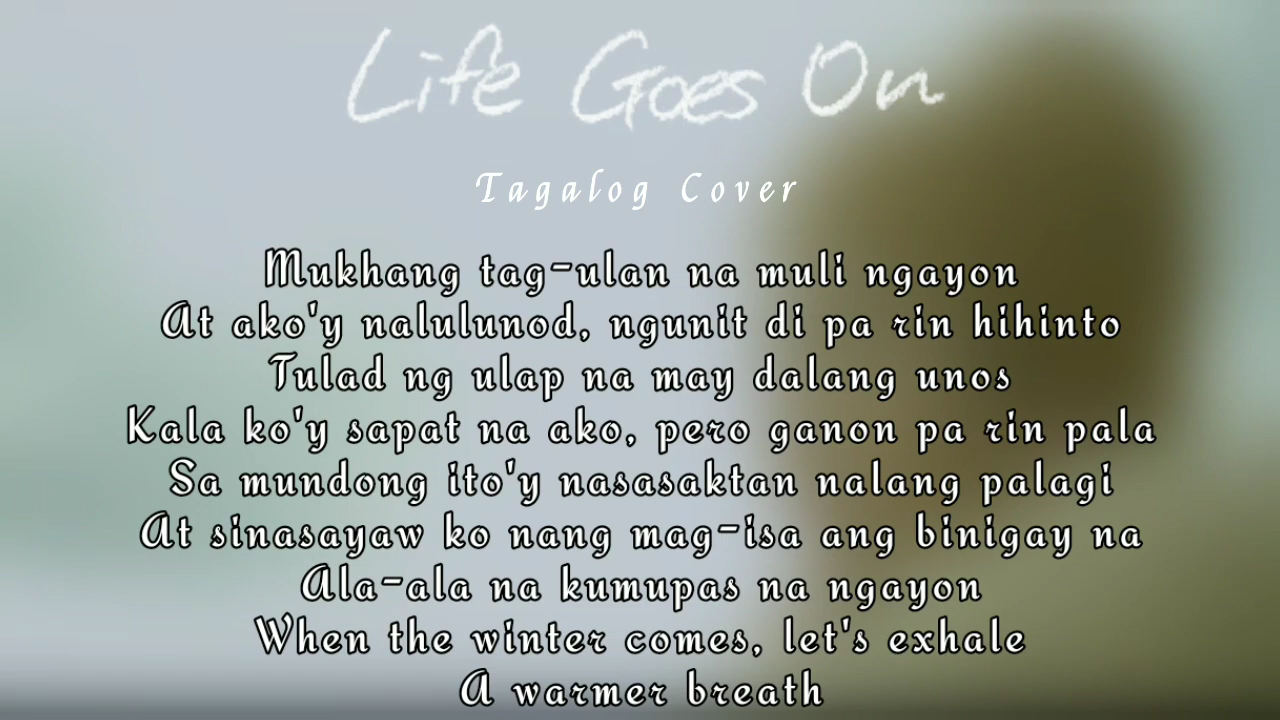 Life Goes On
Tagalog Cover
Mukhang tag-ulan na muli ngayon
At ako'y nalulunod, ngunit di pa rin hihinto
Tulad ng ulap na may dalang unos
Kala ko'y sapat na ako, pero ganon pa rin pala
Sa mundong ito'y nasasaktan nalang palagi
At sinasayaw ko nang mag-isa ang binigay na
Ala-ala na kumupas na ngayon
When the winter comes, let's exhale
A warmer breath